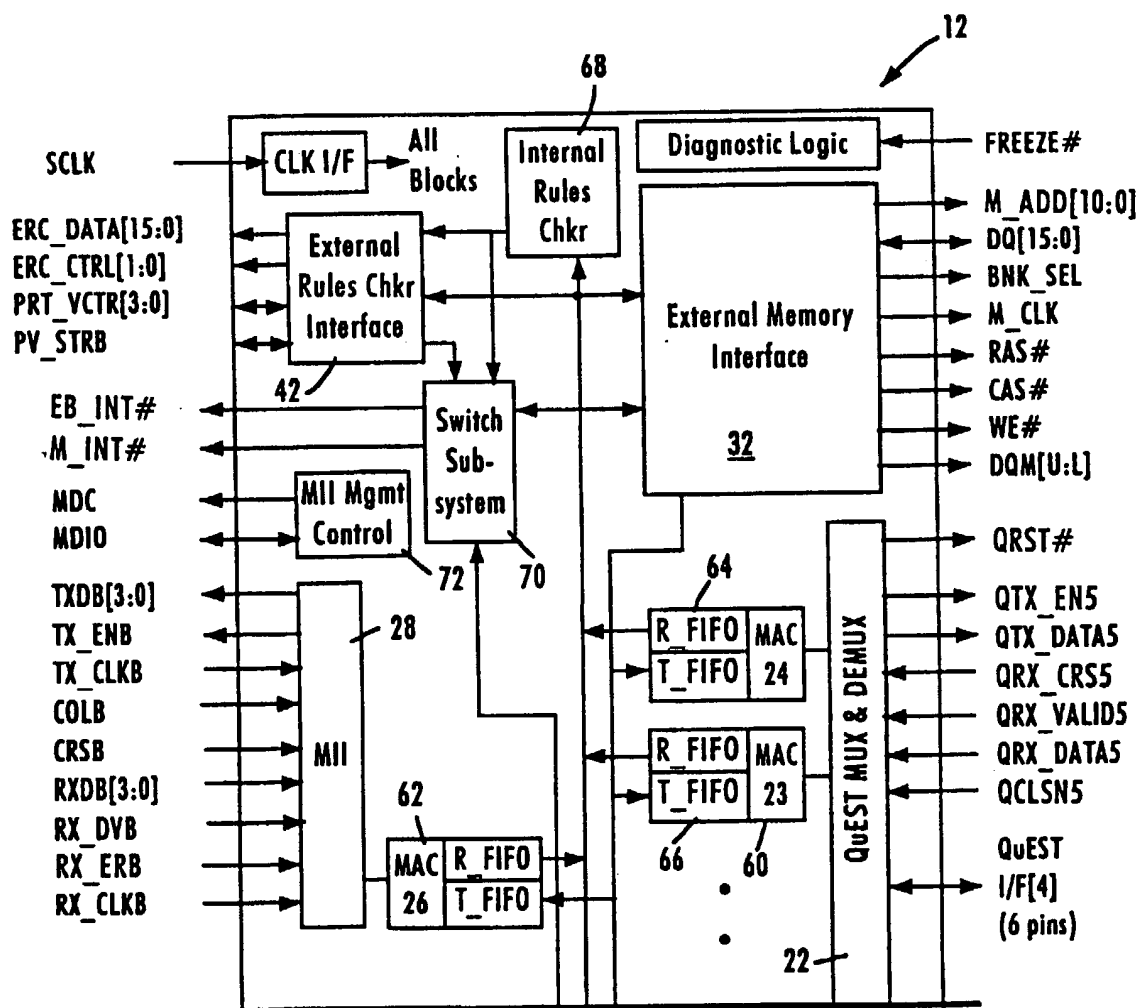 12
68
SCLK
CLK I/F
All
Blocks
Internal
Rules
Chkr
Diagnostic Logic
FREEZE#
ERC_DATA[15:0]
ERC_CTRL[1:0]
PRT_VCTR[3:0]
PV_STRB
External
Rules Chkr
Interface
42
External Memory
Interface
32
M_ADD[10:0]
DQ[15:0]
BNK_SEL
M_CLK
RAS#
CAS#
WE#
DQM[U:L]
EB_INT#
M_INT#
Switch
Sub-
system
70
MDC
MDIO
MII Mgmt
Control
72
QRST#
TXDB[3:0]
TX_ENB
TX_CLKB
COLB
CRSB
RXDB[3:0]
RX_DVB
RX_ERB
RX_CLKB
28
MII
62
MAC
26
R_FIFO
T_FIFO
64
R_FIFO
T_FIFO
MAC
24
R_FIFO
T_FIFO
MAC
23
66
60
QuEST MUX & DEMUX
22
QTX_EN5
QTX_DATA5
QRX_CRS5
QRX_VALID5
QRX_DATA5
QCLSN5
QuEST
I/F[4]
(6 pins)